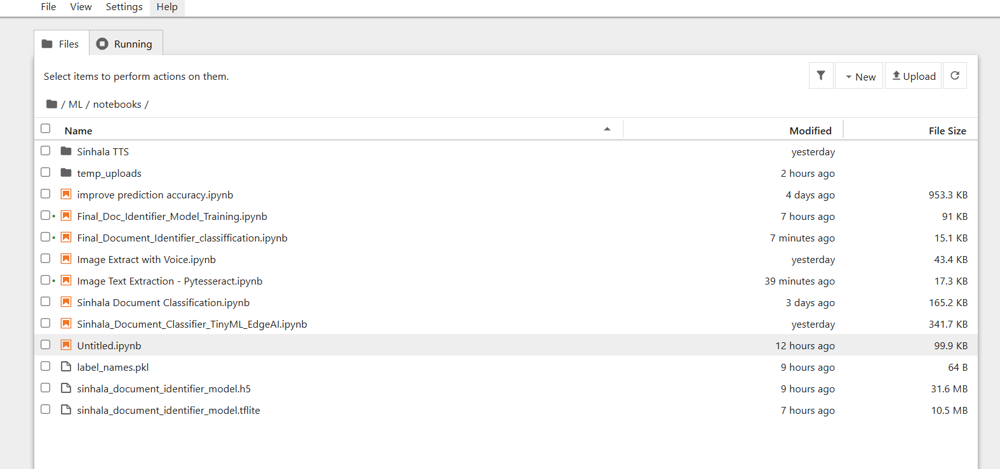 File View Settings Help
Files Running
Select items to perform actions on them.
New Upload
/ ML / notebooks /
Name Modified File Size
Sinhala TTS yesterday
temp_uploads 2 hours ago
improve prediction accuracy.ipynb 4 days ago 953.3 KB
Final_Doc_Identifier_Model_Training.ipynb 7 hours ago 91 KB
Final_Document_Identifier_classiffication.ipynb 7 minutes ago 15.1 KB
Image Extract with Voice.ipynb yesterday 43.4 KB
Image Text Extraction - Pytesseract.ipynb 39 minutes ago 17.3 KB
Sinhala Document Classification.ipynb 3 days ago 165.2 KB
Sinhala_Document_Classifier_TinyML_EdgeAI.ipynb yesterday 341.7 KB
Untitled.ipynb 12 hours ago 99.9 KB
label_names.pkl 9 hours ago 64 B
sinhala_document_identifier_model.h5 9 hours ago 31.6 MB
sinhala_document_identifier_model.tflite 7 hours ago 10.5 MB